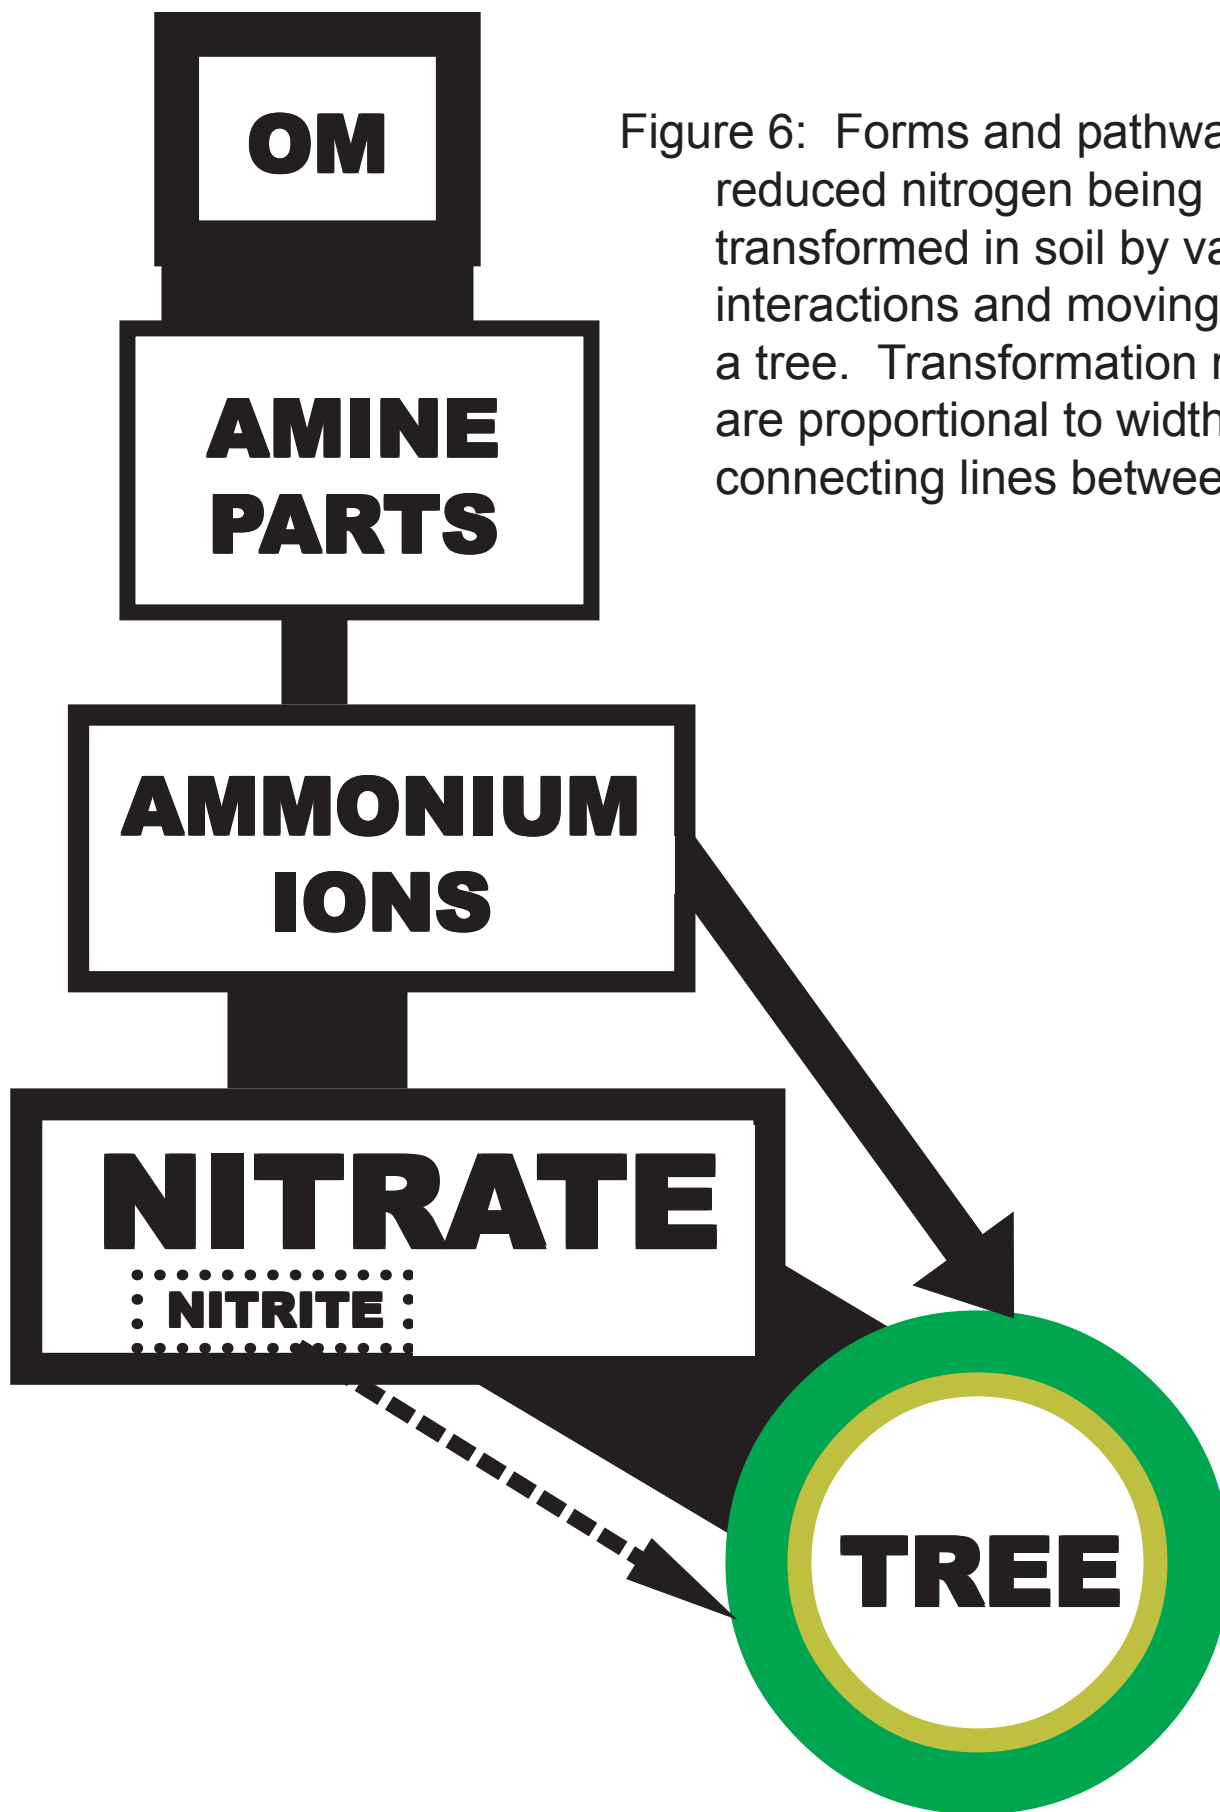 OM
Figure 6: Forms and pathwa
reduced nitrogen being
transformed in soil by va
interactions and moving
a tree. Transformation r
are proportional to width
connecting lines betwee
AMINE
PARTS
AMMONIUM
IONS
NITRATE
NITRITE
TREE